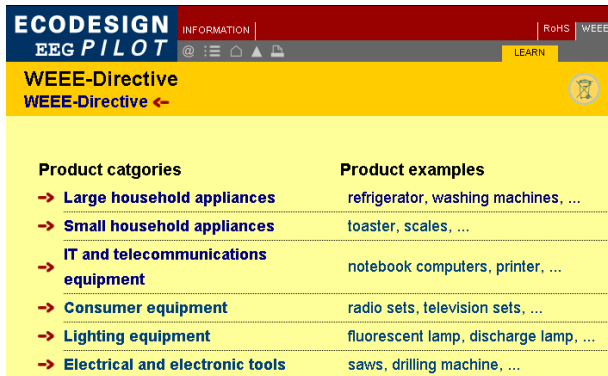 ECODESIGN INFORMATION RoHS WEEE
EEG PILOT @ LEARN
WEEE-Directive
WEEE-Directive
Product catgories Product examples
Large household appliances refrigerator, washing machines, ...
Small household appliances toaster, scales, ...
IT and telecommunications
equipment notebook computers, printer, ...
Consumer equipment radio sets, television sets, ...
Lighting equipment fluorescent lamp, discharge lamp, ...
Electrical and electronic tools saws, drilling machine, ...